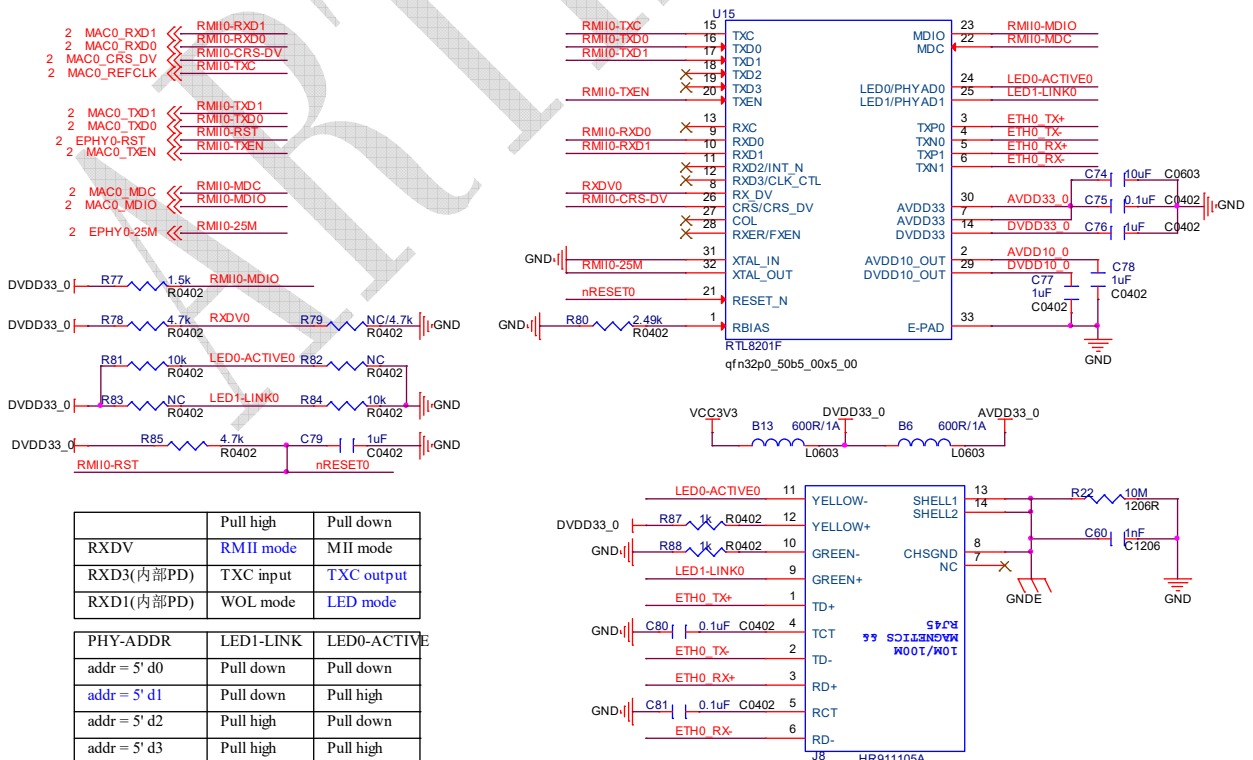 2 MAC0_RXD1 RMII0-RXD1
2 MAC0_RXD0 RMII0-RXD0
2 MAC0_CRS_DV RMII0-CRS-DV
2 MAC0_REFCLK RMII0-TXC
2 MAC0_TXD1 RMII0-TXD1
2 MAC0_TXD0 RMII0-TXD0
2 EPHY0-RST RMII0-RST
2 MAC0_TXEN RMII0-TXEN
2 MAC0_MDC RMII0-MDC
2 MAC0_MDIO RMII0-MDIO
2 EPHY0-25M RMII0-25M
DVDD33_0 R77 1.5k R0402 RMII0-MDIO
DVDD33_0 R78 4.7k R0402 RXDV0 R79 NC/4.7k R0402 GND
R81 10k R0402 LED0-ACTIVE0 R82 NC R0402
DVDD33_0 R83 NC R0402 LED1-LINK0 R84 10k R0402 GND
DVDD33_0 R85 4.7k R0402 C79 1uF C0402 GND
RMII0-RST nRESET0
Pull high Pull down
RXDV RMII mode MII mode
RXD3(内部PD) TXC input TXC output
RXD1(内部PD) WOL mode LED mode
PHY-ADDR LED1-LINK LED0-ACTIVE
addr = 5' d0 Pull down Pull down
addr = 5' d1 Pull down Pull high
addr = 5' d2 Pull high Pull down
addr = 5' d3 Pull high Pull high
U15
RMII0-TXC 15 TXC
RMII0-TXD0 16 TXD0
RMII0-TXD1 17 TXD1
18 TXD2
19 TXD3
RMII0-TXEN 20 TXEN
13 RXC
RMII0-RXD0 9 RXD0
RMII0-RXD1 10 RXD1
11 RXD2/INT_N
12 RXD3/CLK_CTL
RXDV0 8 RX_DV
RMII0-CRS-DV 26 CRS/CRS_DV
27 COL
28 RXER/FXEN
GND 31 XTAL_IN
RMII0-25M 32 XTAL_OUT
nRESET0 21 RESET_N
GND R80 2.49k R0402 1 RBIAS
MDIO 23 RMII0-MDIO
MDC 22 RMII0-MDC
LED0/PHYAD0 24 LED0-ACTIVE0
LED1/PHYAD1 25 LED1-LINK0
TXP0 3 ETH0_TX+
TXN0 4 ETH0_TX-
TXP1 5 ETH0_RX+
TXN1 6 ETH0_RX-
C74 10uF C0603
AVDD33 30 AVDD33_0 C75 0.1uF C0402 GND
AVDD33 7
DVDD33 14 DVDD33_0 C76 1uF C0402
AVDD10_OUT 2 AVDD10_0
DVDD10_OUT 29 DVDD10_0
C78 1uF C0402
C77 1uF C0402
E-PAD 33
GND
RTL8201F
qfn32p0_50b5_00x5_00
VCC3V3 DVDD33_0 AVDD33_0
B13 600R/1A L0603 B6 600R/1A L0603
LED0-ACTIVE0 11 YELLOW-
DVDD33_0 R87 1k R0402 12 YELLOW+
GND R88 1k R0402 10 GREEN-
LED1-LINK0 9 GREEN+
ETH0_TX+ 1 TD+
GND C80 0.1uF C0402 4 TCT
ETH0_TX- 2 TD-
ETH0_RX+ 3 RD+
GND C81 0.1uF C0402 5 RCT
ETH0_RX- 6 RD-
SHELL1 13
SHELL2 14
CHSGND 8
NC 7
R22 10M 1206R
C60 1nF C1206
GNDE GND
10M/100M
MAGNETICS &&
RJ45
J8 HR911105A